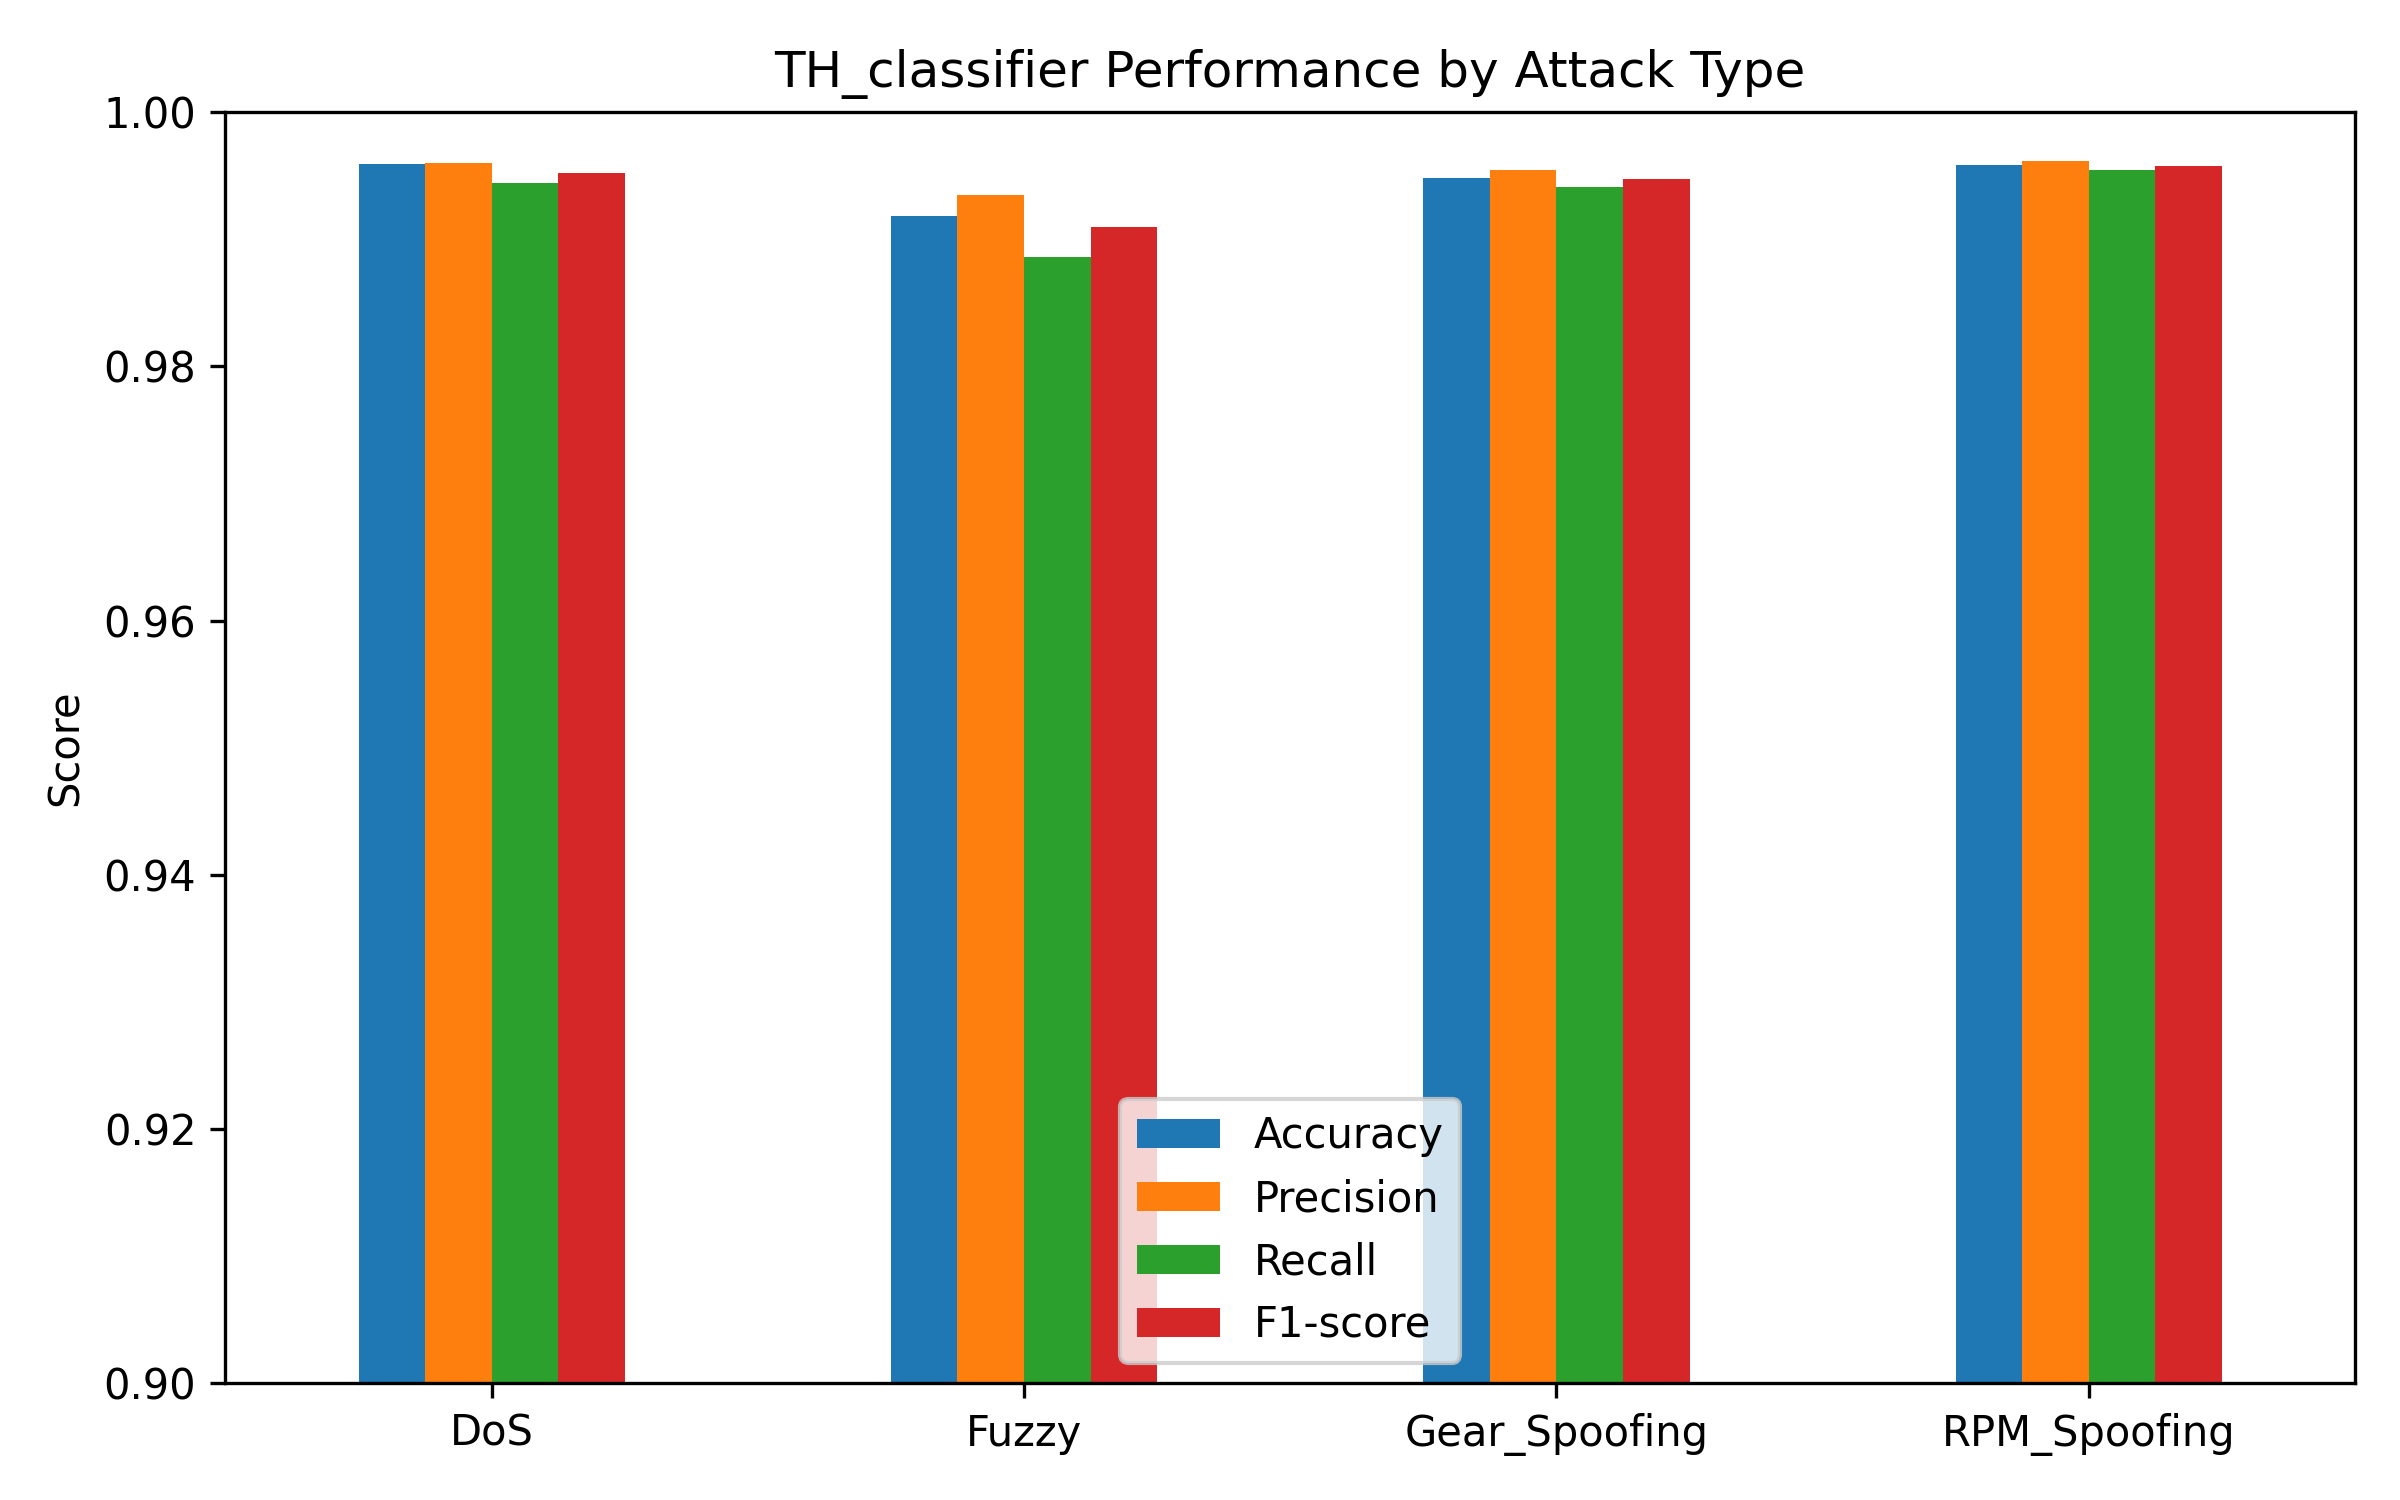 TH_classifier Performance by Attack Type
1.00
0.98
0.96
0.94
0.92
0.90
Score
Accuracy
Precision
Recall
F1-score
DoS
Fuzzy
Gear_Spoofing
RPM_Spoofing